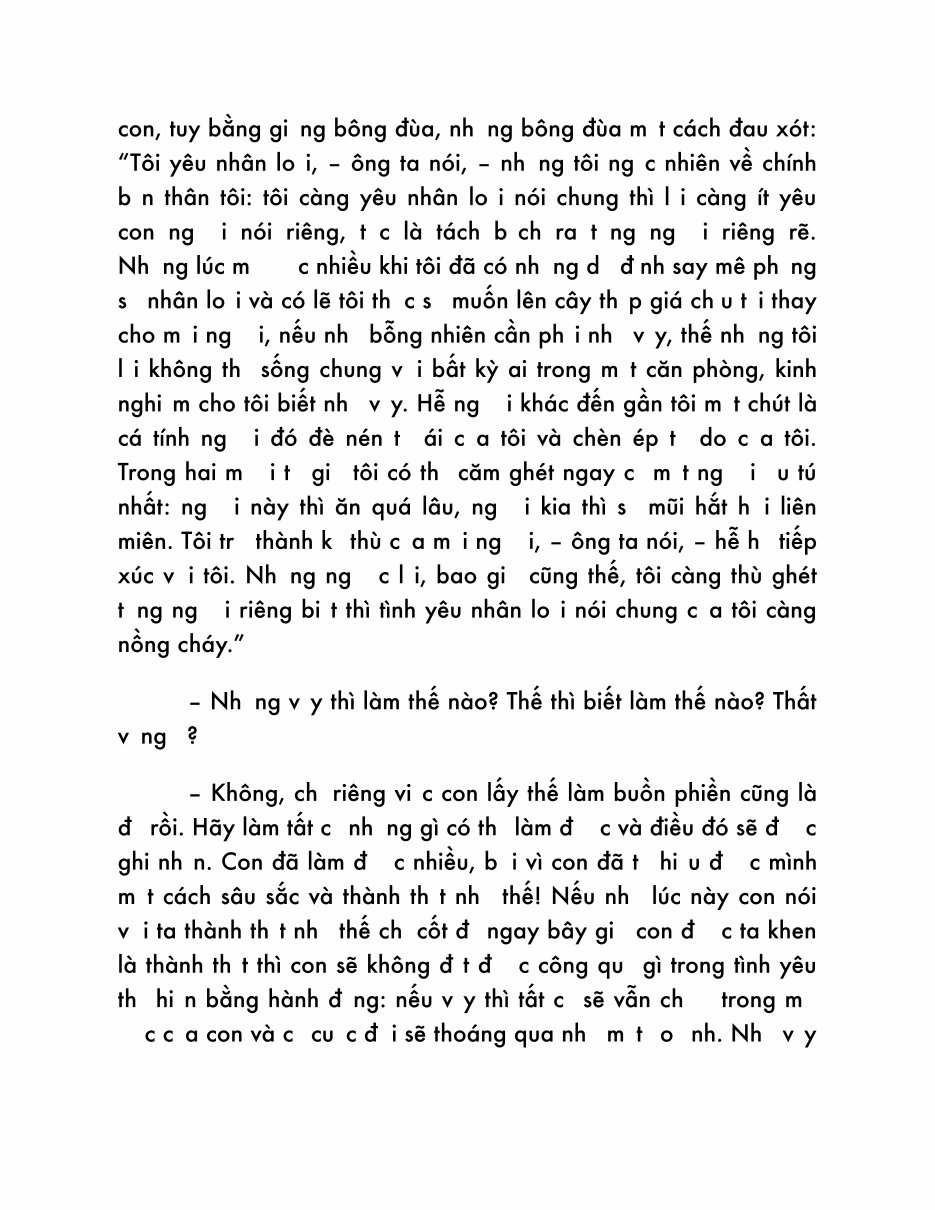 con, tuy bằng gi ng bông đùa, nh ng bông đùa m t cách đau xót:
“Tôi yêu nhân lo i, – ông ta nói, – nh ng tôi ng c nhiên về chính
b n thân tôi: tôi càng yêu nhân lo i nói chung thì l i càng ít yêu
con ng i nói riêng, t c là tách b ch ra t ng ng i riêng rẽ.
Nh ng lúc m c nhiều khi tôi đã có nh ng d đ nh say mê ph ng
s nhân lo i và có lẽ tôi th c s muốn lên cây th p giá ch u t i thay
cho m i ng i, nếu nh bỗng nhiên cần ph i nh v y, thế nh ng tôi
l i không th sống chung v i bất kỳ ai trong m t căn phòng, kinh
nghi m cho tôi biết nh v y. Hễ ng i khác đến gần tôi m t chút là
cá tính ng i đó đè nén t ái c a tôi và chèn ép t do c a tôi.
Trong hai m i t gi tôi có th căm ghét ngay c m t ng i u tú
nhất: ng i này thì ăn quá lâu, ng i kia thì s mũi hắt h i liên
miên. Tôi tr thành k thù c a m i ng i, – ông ta nói, – hễ h tiếp
xúc v i tôi. Nh ng ng c l i, bao gi cũng thế, tôi càng thù ghét
t ng ng i riêng bi t thì tình yêu nhân lo i nói chung c a tôi càng
nồng cháy.”
– Nh ng v y thì làm thế nào? Thế thì biết làm thế nào? Thất
v ng ?
– Không, ch riêng vi c con lấy thế làm buồn phiền cũng là
đ rồi. Hãy làm tất c nh ng gì có th làm đ c và điều đó sẽ đ c
ghi nh n. Con đã làm đ c nhiều, b i vì con đã t hi u đ c mình
m t cách sâu sắc và thành th t nh thế! Nếu nh lúc này con nói
v i ta thành th t nh thế ch cốt đ ngay bây gi con đ c ta khen
là thành th t thì con sẽ không đ t đ c công qu gì trong tình yêu
th hi n bằng hành đ ng: nếu v y thì tất c sẽ vẫn ch trong m
c c a con và c cu c đ i sẽ thoáng qua nh m t o nh. Nh v y